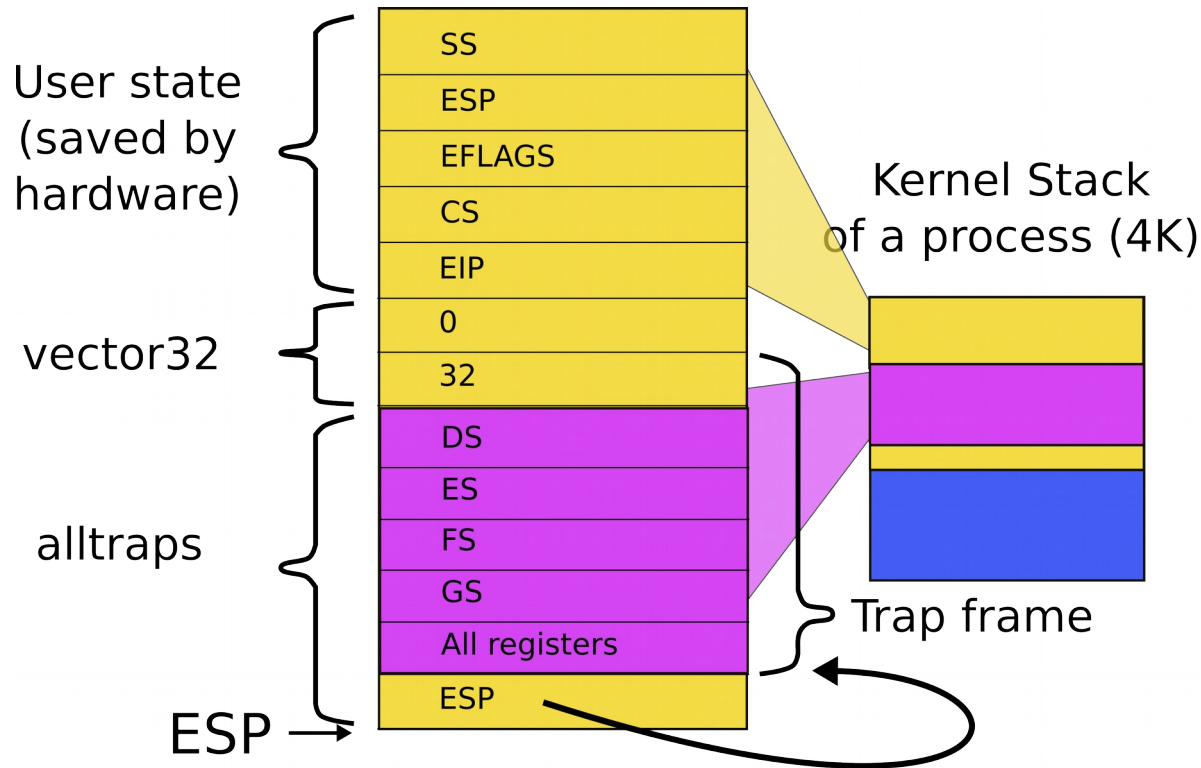 User state
(saved by
hardware)
vector32
alltraps
ESP
SS
ESP
EFLAGS
CS
EIP
0
32
DS
ES
FS
GS
All registers
ESP
Kernel Stack
of a process (4K)
Trap frame